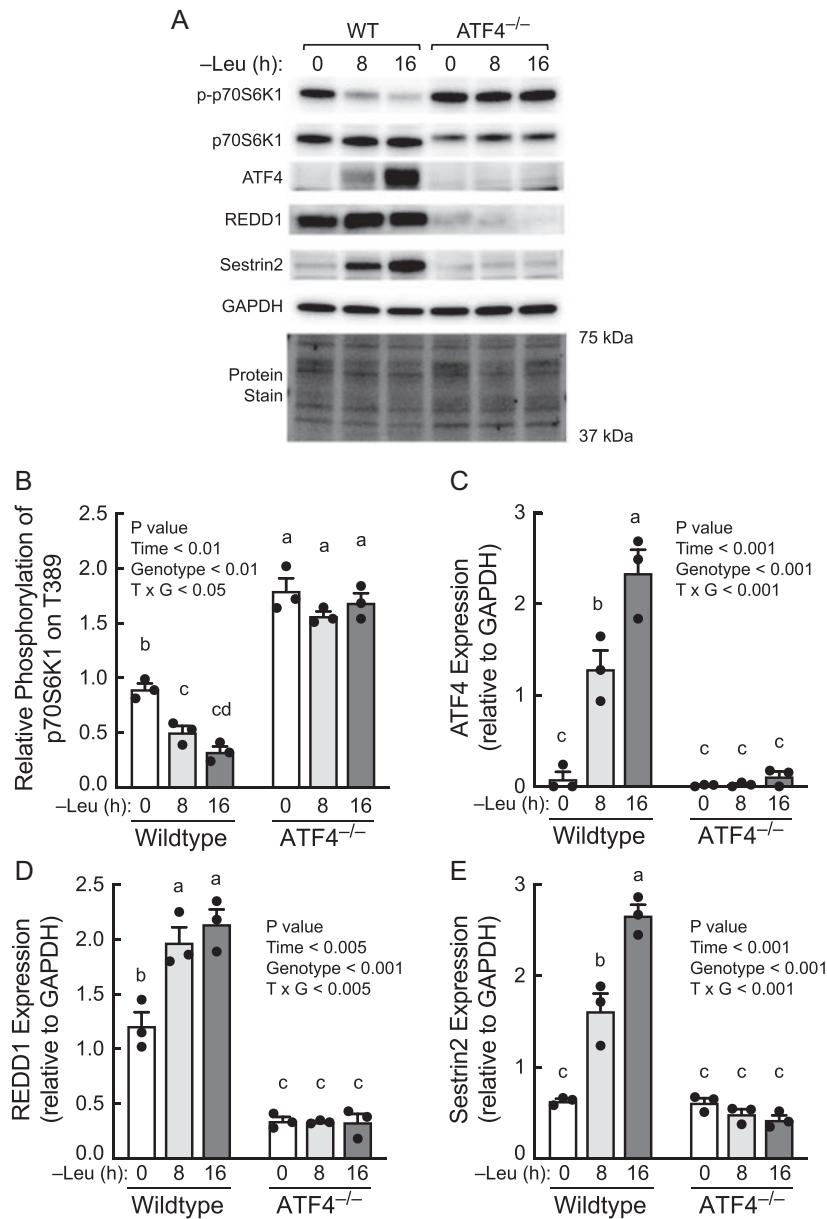 A
WT ATF4–/–
–Leu (h): 0 8 16 0 8 16
p-p70S6K1
p70S6K1
ATF4
REDD1
Sestrin2
GAPDH
75 kDa
Protein
Stain
37 kDa
B
Relative Phosphorylation of
p70S6K1 on T389
2.5
2.0
1.5
1.0
0.5
0.0
P value
Time < 0.01
Genotype < 0.01
T x G < 0.05
b c cd a a a
–Leu (h): 0 8 16 0 8 16
Wildtype ATF4–/–
C
ATF4 Expression
(relative to GAPDH)
3
2
1
0
P value
Time < 0.001
Genotype < 0.001
T x G < 0.001
c b a c c c
–Leu (h): 0 8 16 0 8 16
Wildtype ATF4–/–
D
REDD1 Expression
(relative to GAPDH)
2.5
2.0
1.5
1.0
0.5
0.0
P value
Time < 0.005
Genotype < 0.001
T x G < 0.005
b a a c c c
–Leu (h): 0 8 16 0 8 16
Wildtype ATF4–/–
E
Sestrin2 Expression
(relative to GAPDH)
3
2
1
0
P value
Time < 0.001
Genotype < 0.001
T x G < 0.001
c b a c c c
–Leu (h): 0 8 16 0 8 16
Wildtype ATF4–/–